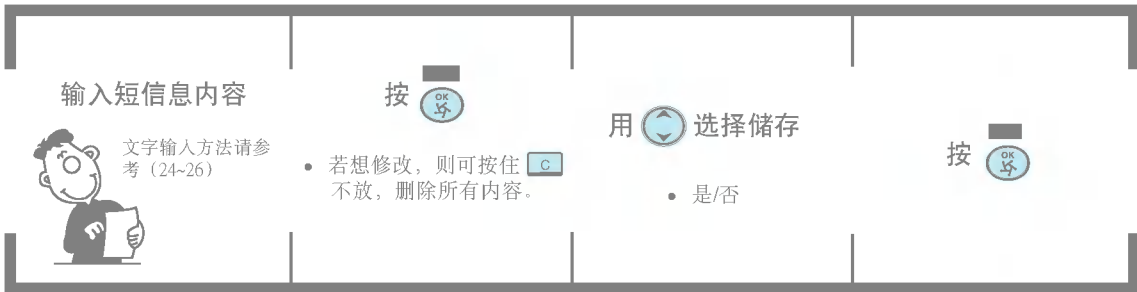 输入短信息内容
文字输入方法请参
考（24~26）
按 OK
• 若想修改，则可按住 C
不放，删除所有内容。
用 选择储存
• 是/否
按 OK